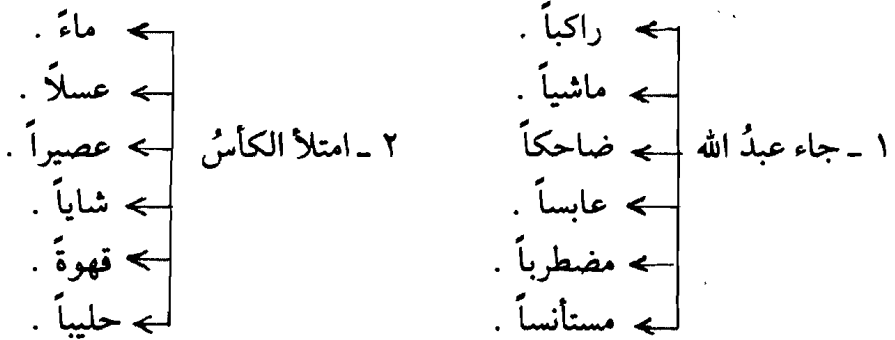 راكباً .
ماشياً .
١ ـ جاء عبدُ الله ضاحكاً
عابساً .
مضطرباً .
مستأنساً .
ماءً .
عسلاً .
٢ ـ امتلأ الكأسُ عصيراً .
شاياً .
قهوةً .
حليباً .